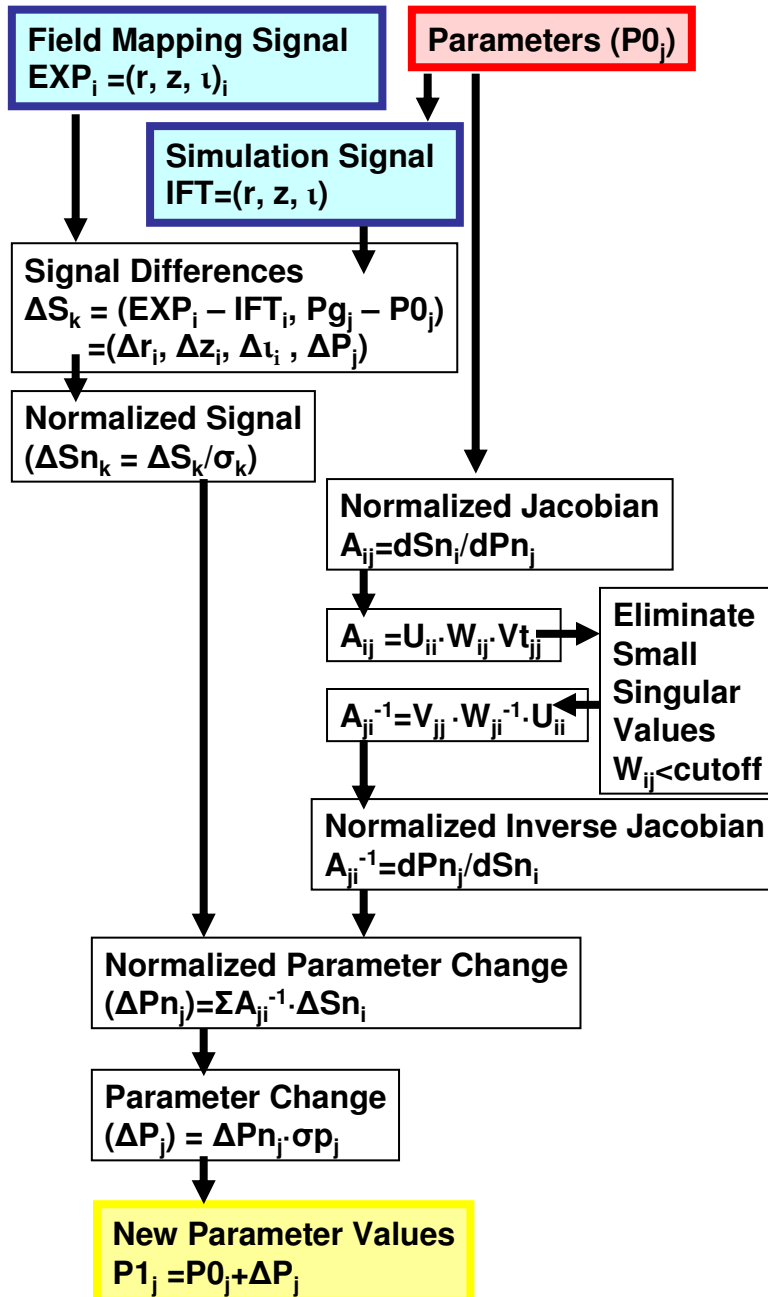 Field Mapping Signal
EXPᵢ =(r, z, ι)ᵢ
Parameters (P0ⱼ)
Simulation Signal
IFT=(r, z, ι)
Signal Differences
ΔSₖ = (EXPᵢ – IFTᵢ, Pgⱼ – P0ⱼ)
=(Δrᵢ, Δzᵢ, Διᵢ , ΔPⱼ)
Normalized Signal
(ΔSnₖ = ΔSₖ/σₖ)
Normalized Jacobian
Aᵢⱼ=dSnᵢ/dPnⱼ
Aᵢⱼ =Uᵢᵢ·Wᵢⱼ·Vtⱼⱼ
Eliminate
Small
Singular
Values
Wᵢⱼ<cutoff
Aⱼᵢ⁻¹=Vⱼⱼ·Wⱼᵢ⁻¹·Uᵢᵢ
Normalized Inverse Jacobian
Aⱼᵢ⁻¹=dPnⱼ/dSnᵢ
Normalized Parameter Change
(ΔPnⱼ)=ΣAⱼᵢ⁻¹·ΔSnᵢ
Parameter Change
(ΔPⱼ) = ΔPnⱼ·σpⱼ
New Parameter Values
P1ⱼ =P0ⱼ+ΔPⱼ